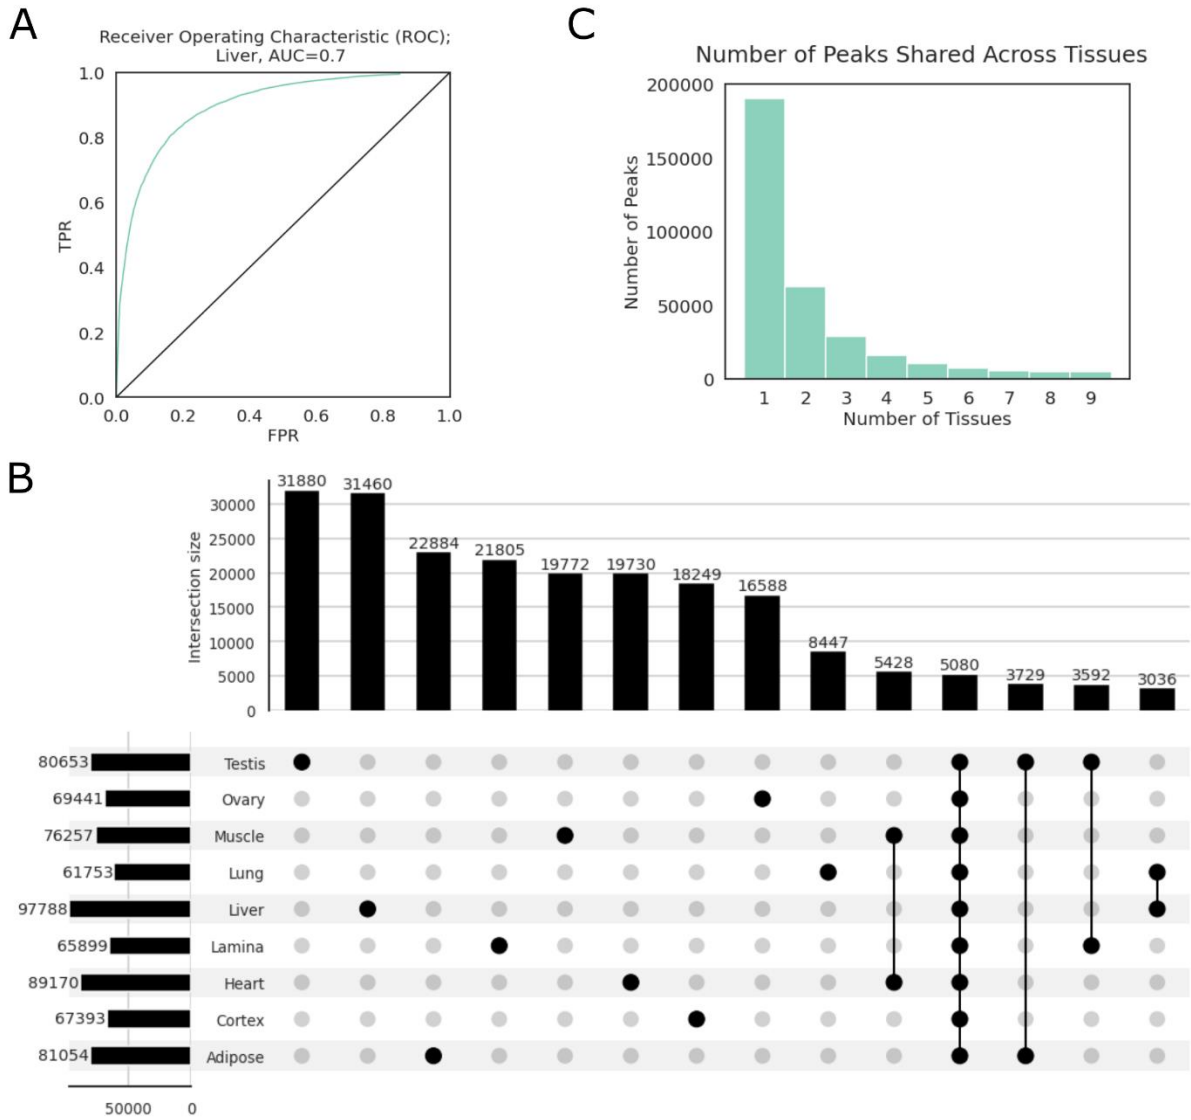 A
Receiver Operating Characteristic (ROC);
Liver, AUC=0.7
1.0
0.8
0.6
0.4
0.2
0.0
TPR
0.0 0.2 0.4 0.6 0.8 1.0
FPR
C
Number of Peaks Shared Across Tissues
200000
150000
100000
50000
0
Number of Peaks
1 2 3 4 5 6 7 8 9
Number of Tissues
B
31880 31460 22884 21805 19772 19730 18249 16588 8447 5428 5080 3729 3592 3036
30000
25000
20000
15000
10000
5000
0
Intersection size
80653 Testis
69441 Ovary
76257 Muscle
61753 Lung
97788 Liver
65899 Lamina
89170 Heart
67393 Cortex
81054 Adipose
50000 0